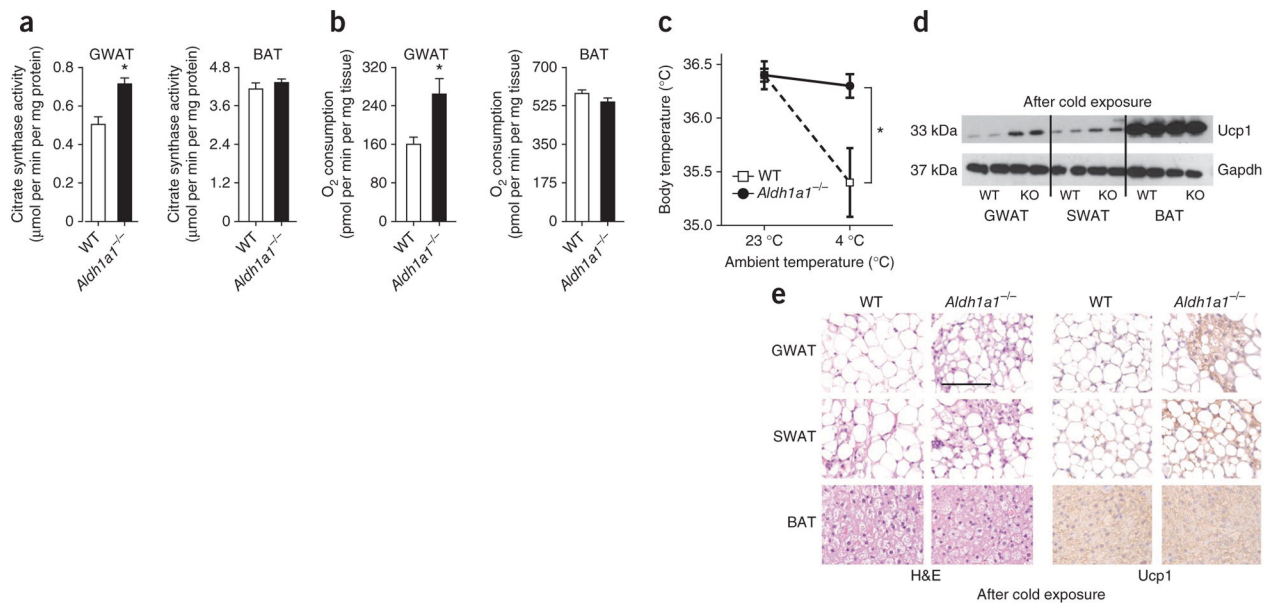 a
GWAT
Citrate synthase activity
(μmol per min per mg protein)
0.8
0.6
0.4
0.2
0
*
WT
Aldh1a1–/–
BAT
Citrate synthase activity
(μmol per min per mg protein)
4.8
3.6
2.4
1.2
0
WT
Aldh1a1–/–
b
GWAT
O2 consumption
(pmol per min per mg tissue)
320
240
160
80
0
*
WT
Aldh1a1–/–
BAT
O2 consumption
(pmol per min per mg tissue)
700
525
350
175
0
WT
Aldh1a1–/–
c
Body temperature (°C)
36.5
36.0
35.5
35.0
*
WT
Aldh1a1–/–
23 °C 4 °C
Ambient temperature (°C)
d
After cold exposure
33 kDa Ucp1
37 kDa Gapdh
WT KO WT KO WT KO
GWAT SWAT BAT
e
WT Aldh1a1–/– WT Aldh1a1–/–
GWAT
SWAT
BAT
H&E Ucp1
After cold exposure